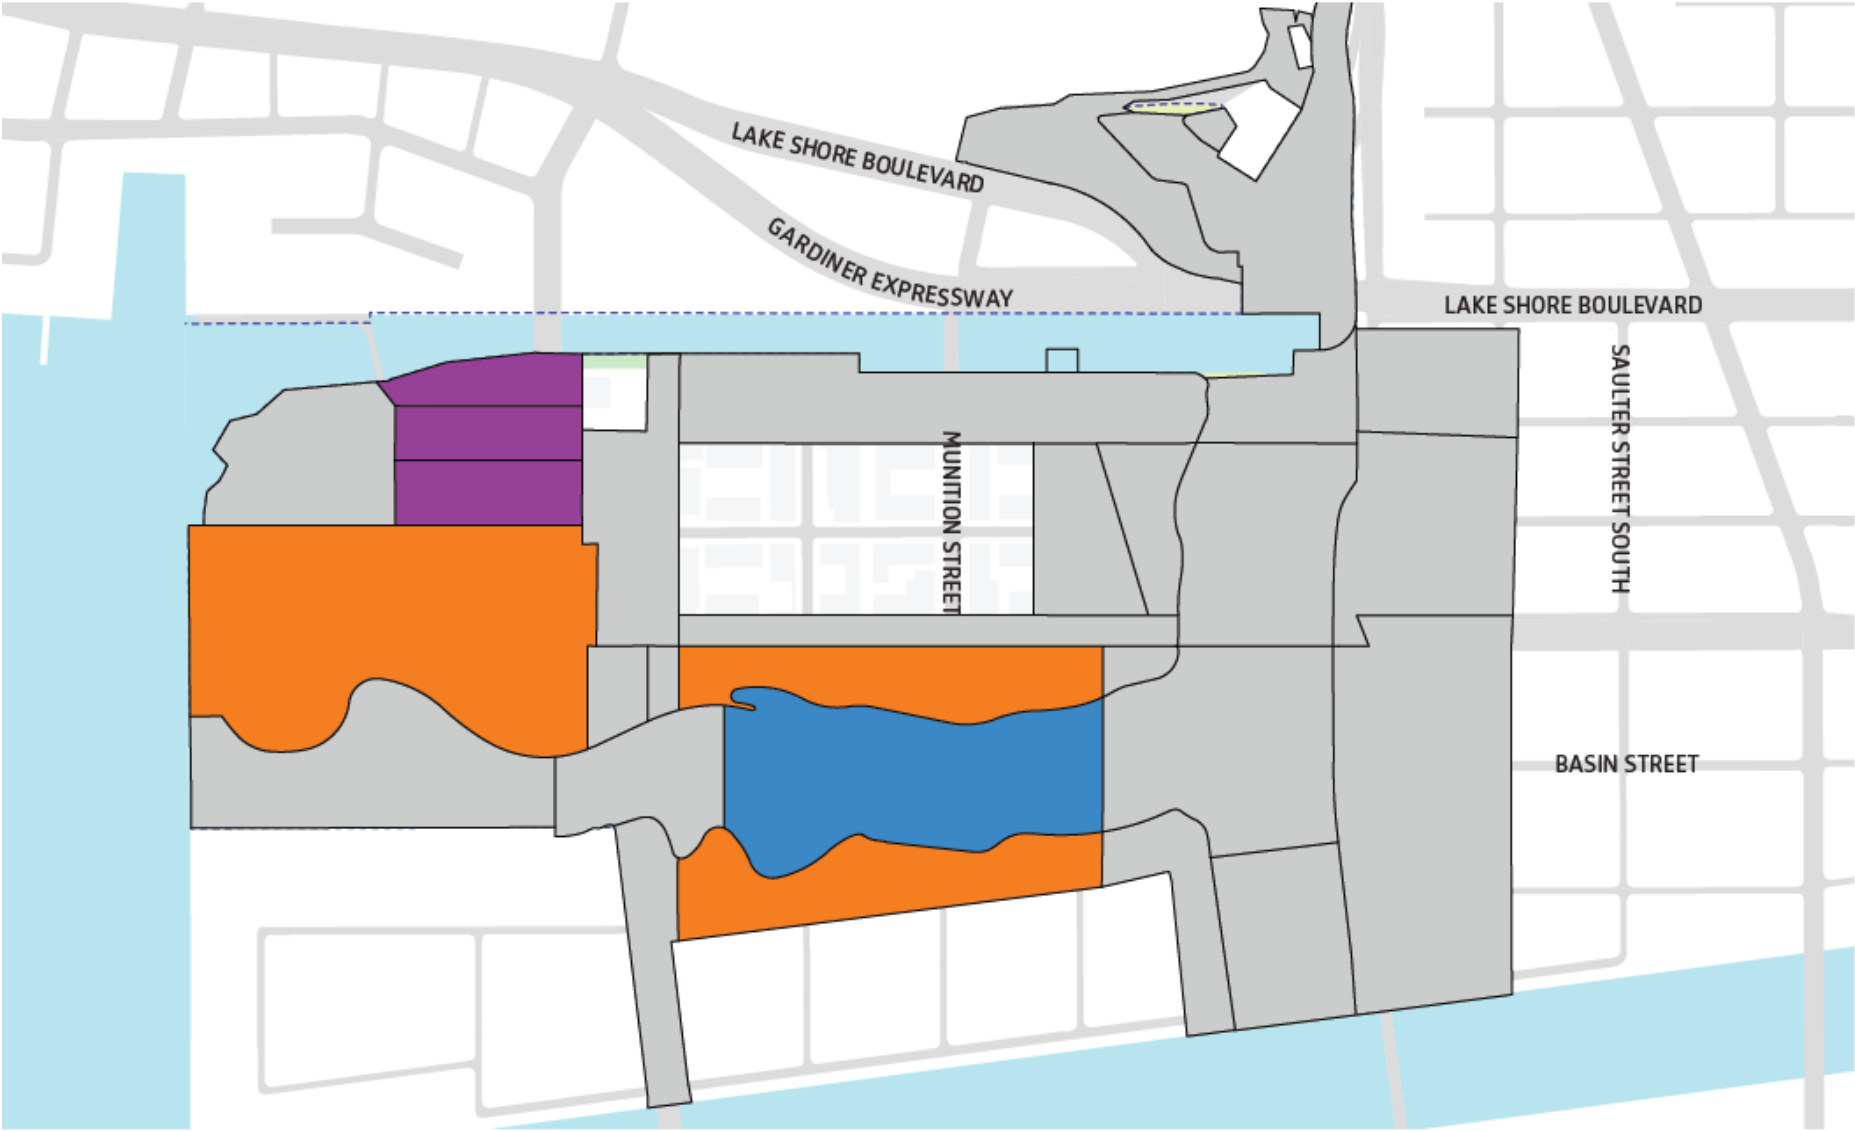 LAKE SHORE BOULEVARD
GARDINER EXPRESSWAY
LAKE SHORE BOULEVARD
SAULTER STREET SOUTH
MUNITION STREET
BASIN STREET